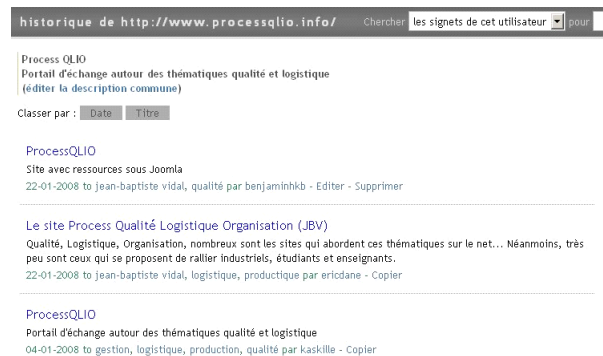 historique de http://www.processqlio.info/ Chercher les signets de cet utilisateur pour
Process QLIO
Portail d'échange autour des thématiques qualité et logistique
(éditer la description commune)
Classer par : Date Titre
ProcessQLIO
Site avec ressources sous Joomla
22-01-2008 to jean-baptiste vidal, qualité par benjaminhkb - Editer - Supprimer
Le site Process Qualité Logistique Organisation (JBV)
Qualité, Logistique, Organisation, nombreux sont les sites qui abordent ces thématiques sur le net... Néanmoins, très
peu sont ceux qui se proposent de rallier industriels, étudiants et enseignants.
22-01-2008 to jean-baptiste vidal, logistique, productique par ericdane - Copier
ProcessQLIO
Portail d'échange autour des thématiques qualité et logistique
04-01-2008 to gestion, logistique, production, qualité par kaskille - Copier